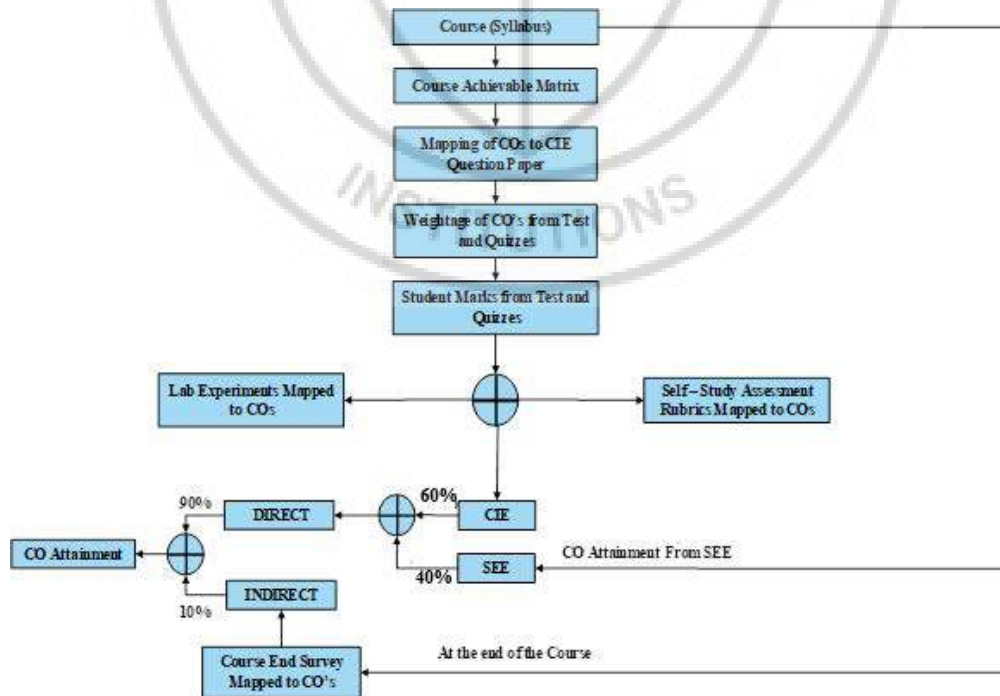 Course (Syllabus)
Course Achievable Matrix
Mapping of COs to CIE
Question Paper
INSTITUTIONS
Weightage of CO's from Test
and Quizzes
Student Marks from Test and
Quizzes
Lab Experiments Mapped
to COs
Self – Study Assessment
Rubrics Mapped to COs
90%
DIRECT
60%
CIE
CO Attainment
40%
SEE
CO Attainment From SEE
10%
INDIRECT
Course End Survey
Mapped to CO's
At the end of the Course